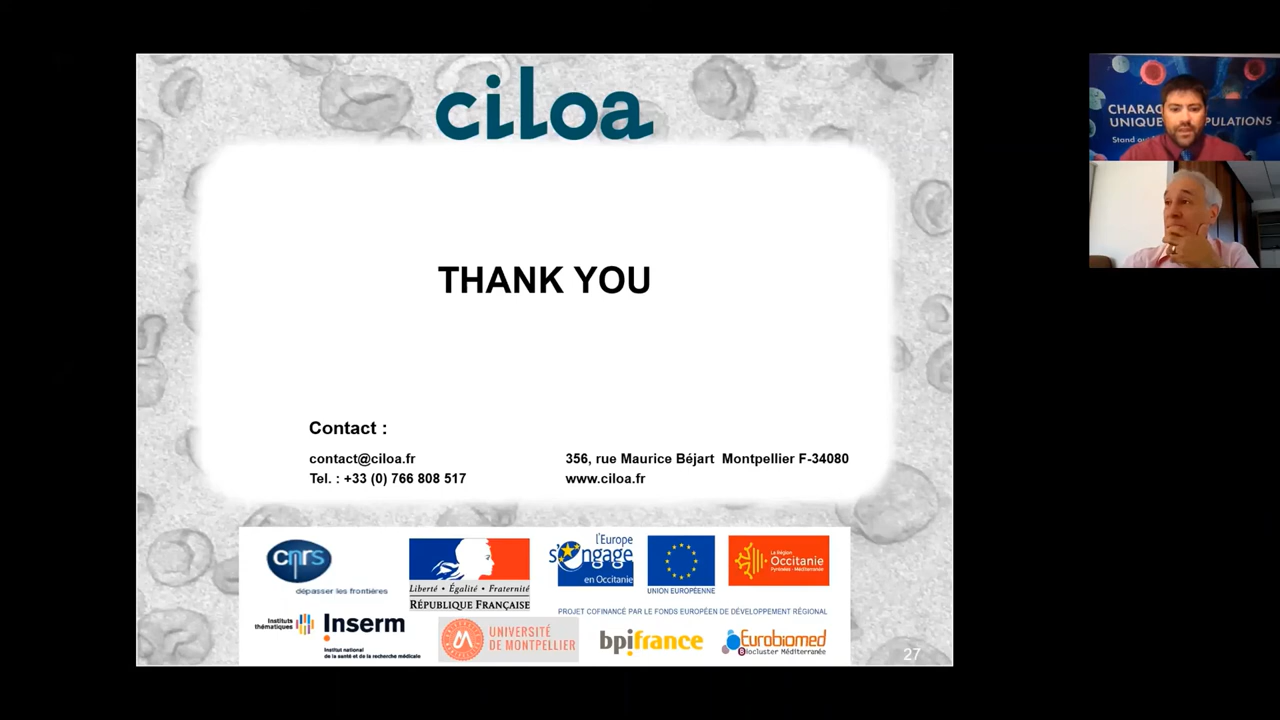 ciloa
THANK YOU
Contact :
contact@ciloa.fr
Tel. : +33 (0) 766 808 517
356, rue Maurice Béjart Montpellier F-34080
www.ciloa.fr
cnrs
dépasser les frontières
Liberté • Égalité • Fraternité
RÉPUBLIQUE FRANÇAISE
l'Europe
s'engage
en Occitanie
UNION EUROPÉENNE
La Région
Occitanie
Pyrénées - Méditerranée
PROJET COFINANCÉ PAR LE FONDS EUROPÉEN DE DÉVELOPPEMENT RÉGIONAL
Instituts
thématiques
Inserm
Institut national
de la santé et de la recherche médicale
UNIVERSITÉ
DE MONTPELLIER
bpifrance
Eurobiomed
Biocluster Méditerranée
27
CHARAC
UNIQUE PULATIONS
Stand